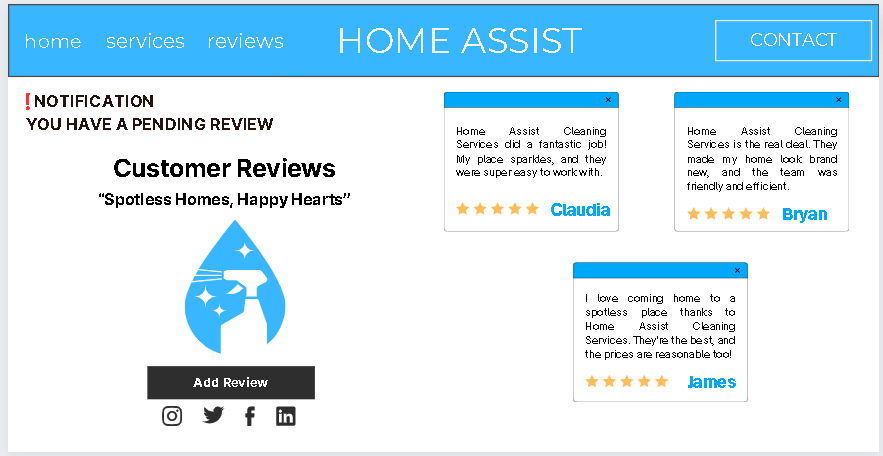 home services reviews HOME ASSIST CONTACT
❗NOTIFICATION
YOU HAVE A PENDING REVIEW
Customer Reviews
“Spotless Homes, Happy Hearts”
Add Review
Home Assist Cleaning
Services did a fantastic job!
My place sparkles, and they
were super easy to work with.
Claudia
Home Assist Cleaning
Services is the real deal. They
made my home look brand
new, and the team was
friendly and efficient.
Bryan
I love coming home to a
spotless place thanks to
Home Assist Cleaning
Services. They're the best, and
the prices are reasonable too!
James